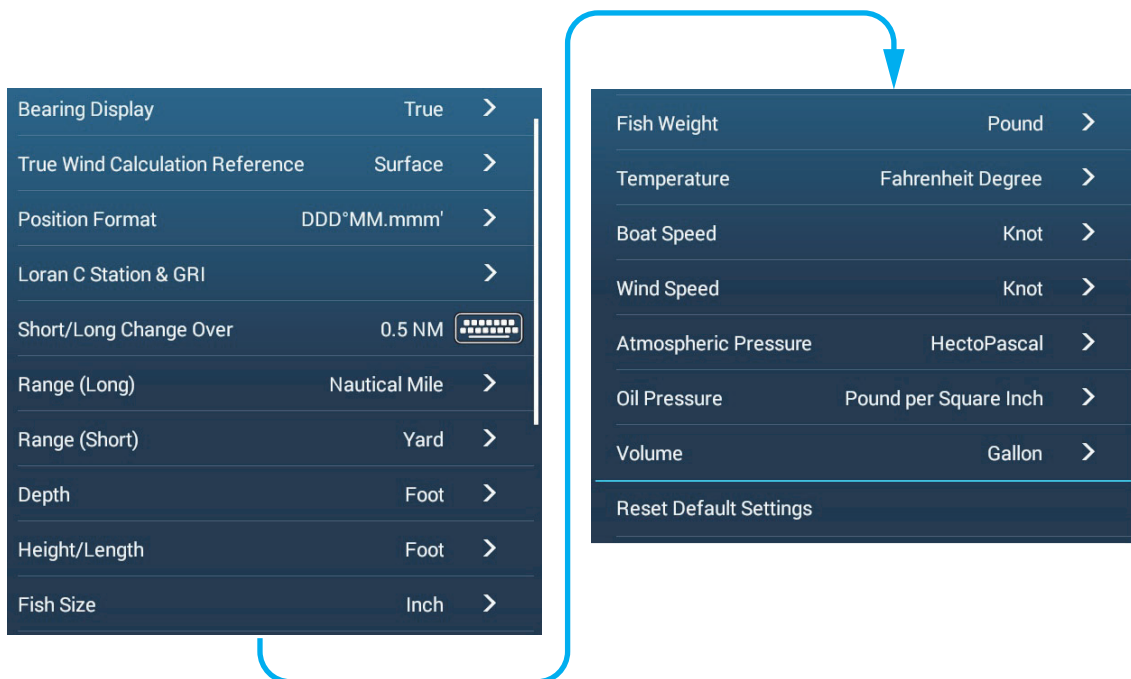 Bearing Display True
True Wind Calculation Reference Surface
Position Format DDD°MM.mmm'
Loran C Station & GRI
Short/Long Change Over 0.5 NM
Range (Long) Nautical Mile
Range (Short) Yard
Depth Foot
Height/Length Foot
Fish Size Inch
Fish Weight Pound
Temperature Fahrenheit Degree
Boat Speed Knot
Wind Speed Knot
Atmospheric Pressure HectoPascal
Oil Pressure Pound per Square Inch
Volume Gallon
Reset Default Settings